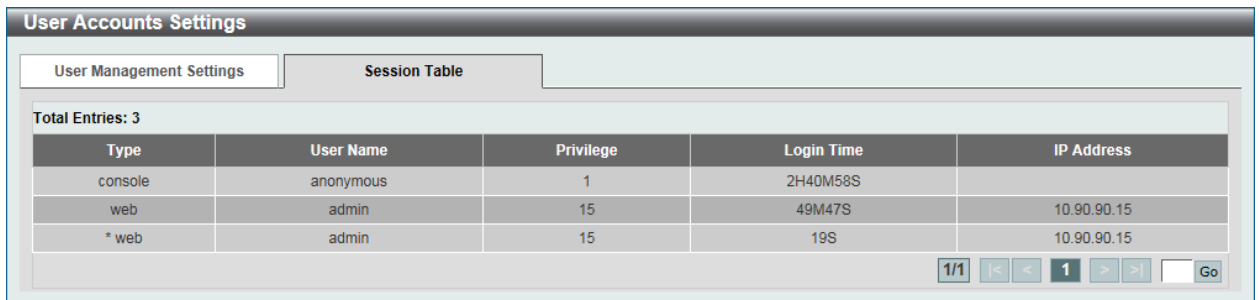 User Accounts Settings
User Management Settings Session Table
Total Entries: 3
Type User Name Privilege Login Time IP Address
console anonymous 1 2H40M58S
web admin 15 49M47S 10.90.90.15
* web admin 15 19S 10.90.90.15
1/1 |< < 1 > >| Go